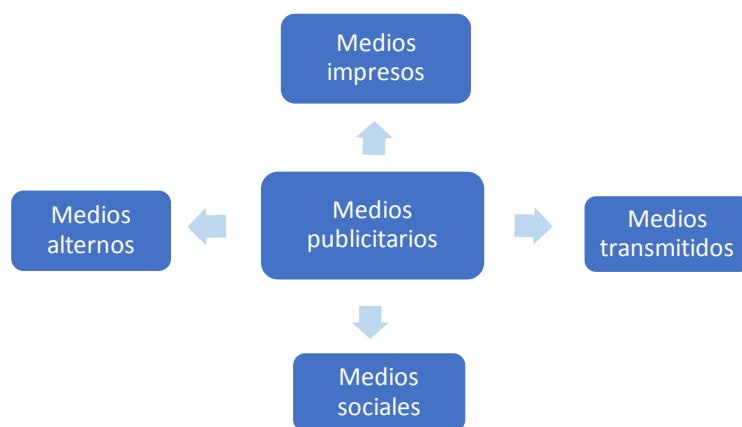 Medios
impresos
Medios
alternos
Medios
publicitarios
Medios
transmitidos
Medios
sociales